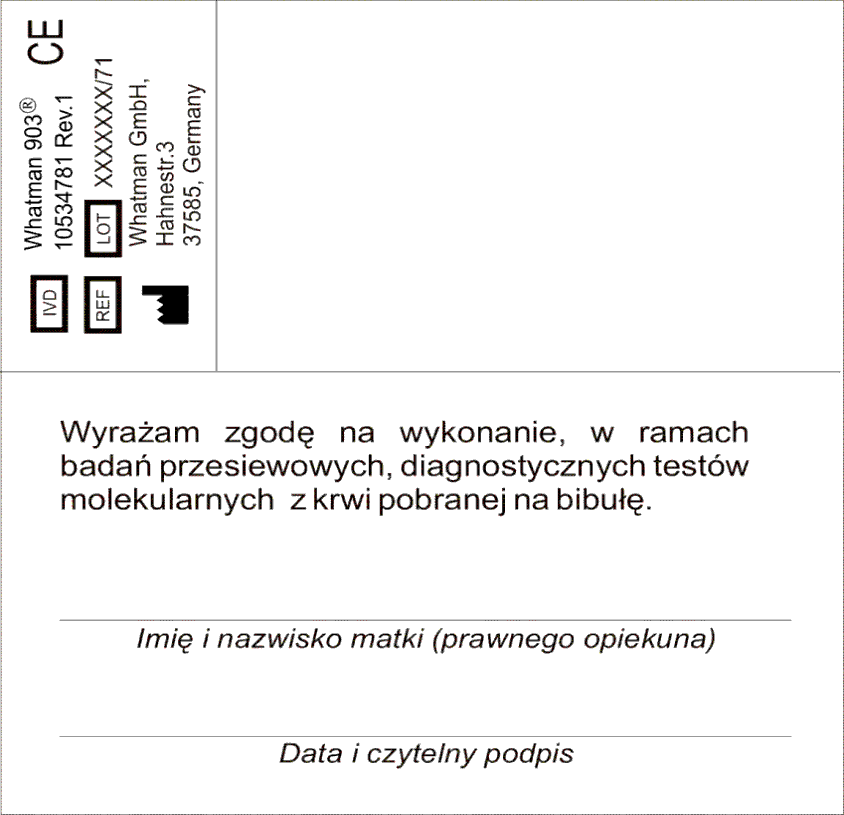 IVD Whatman 903® CE
10534781 Rev.1
REF LOT XXXXXXX/71
Whatman GmbH,
Hahnestr.3
37585, Germany
Wyrażam zgodę na wykonanie, w ramach
badań przesiewowych, diagnostycznych testów
molekularnych z krwi pobranej na bibułę.
Imię i nazwisko matki (prawnego opiekuna)
Data i czytelny podpis